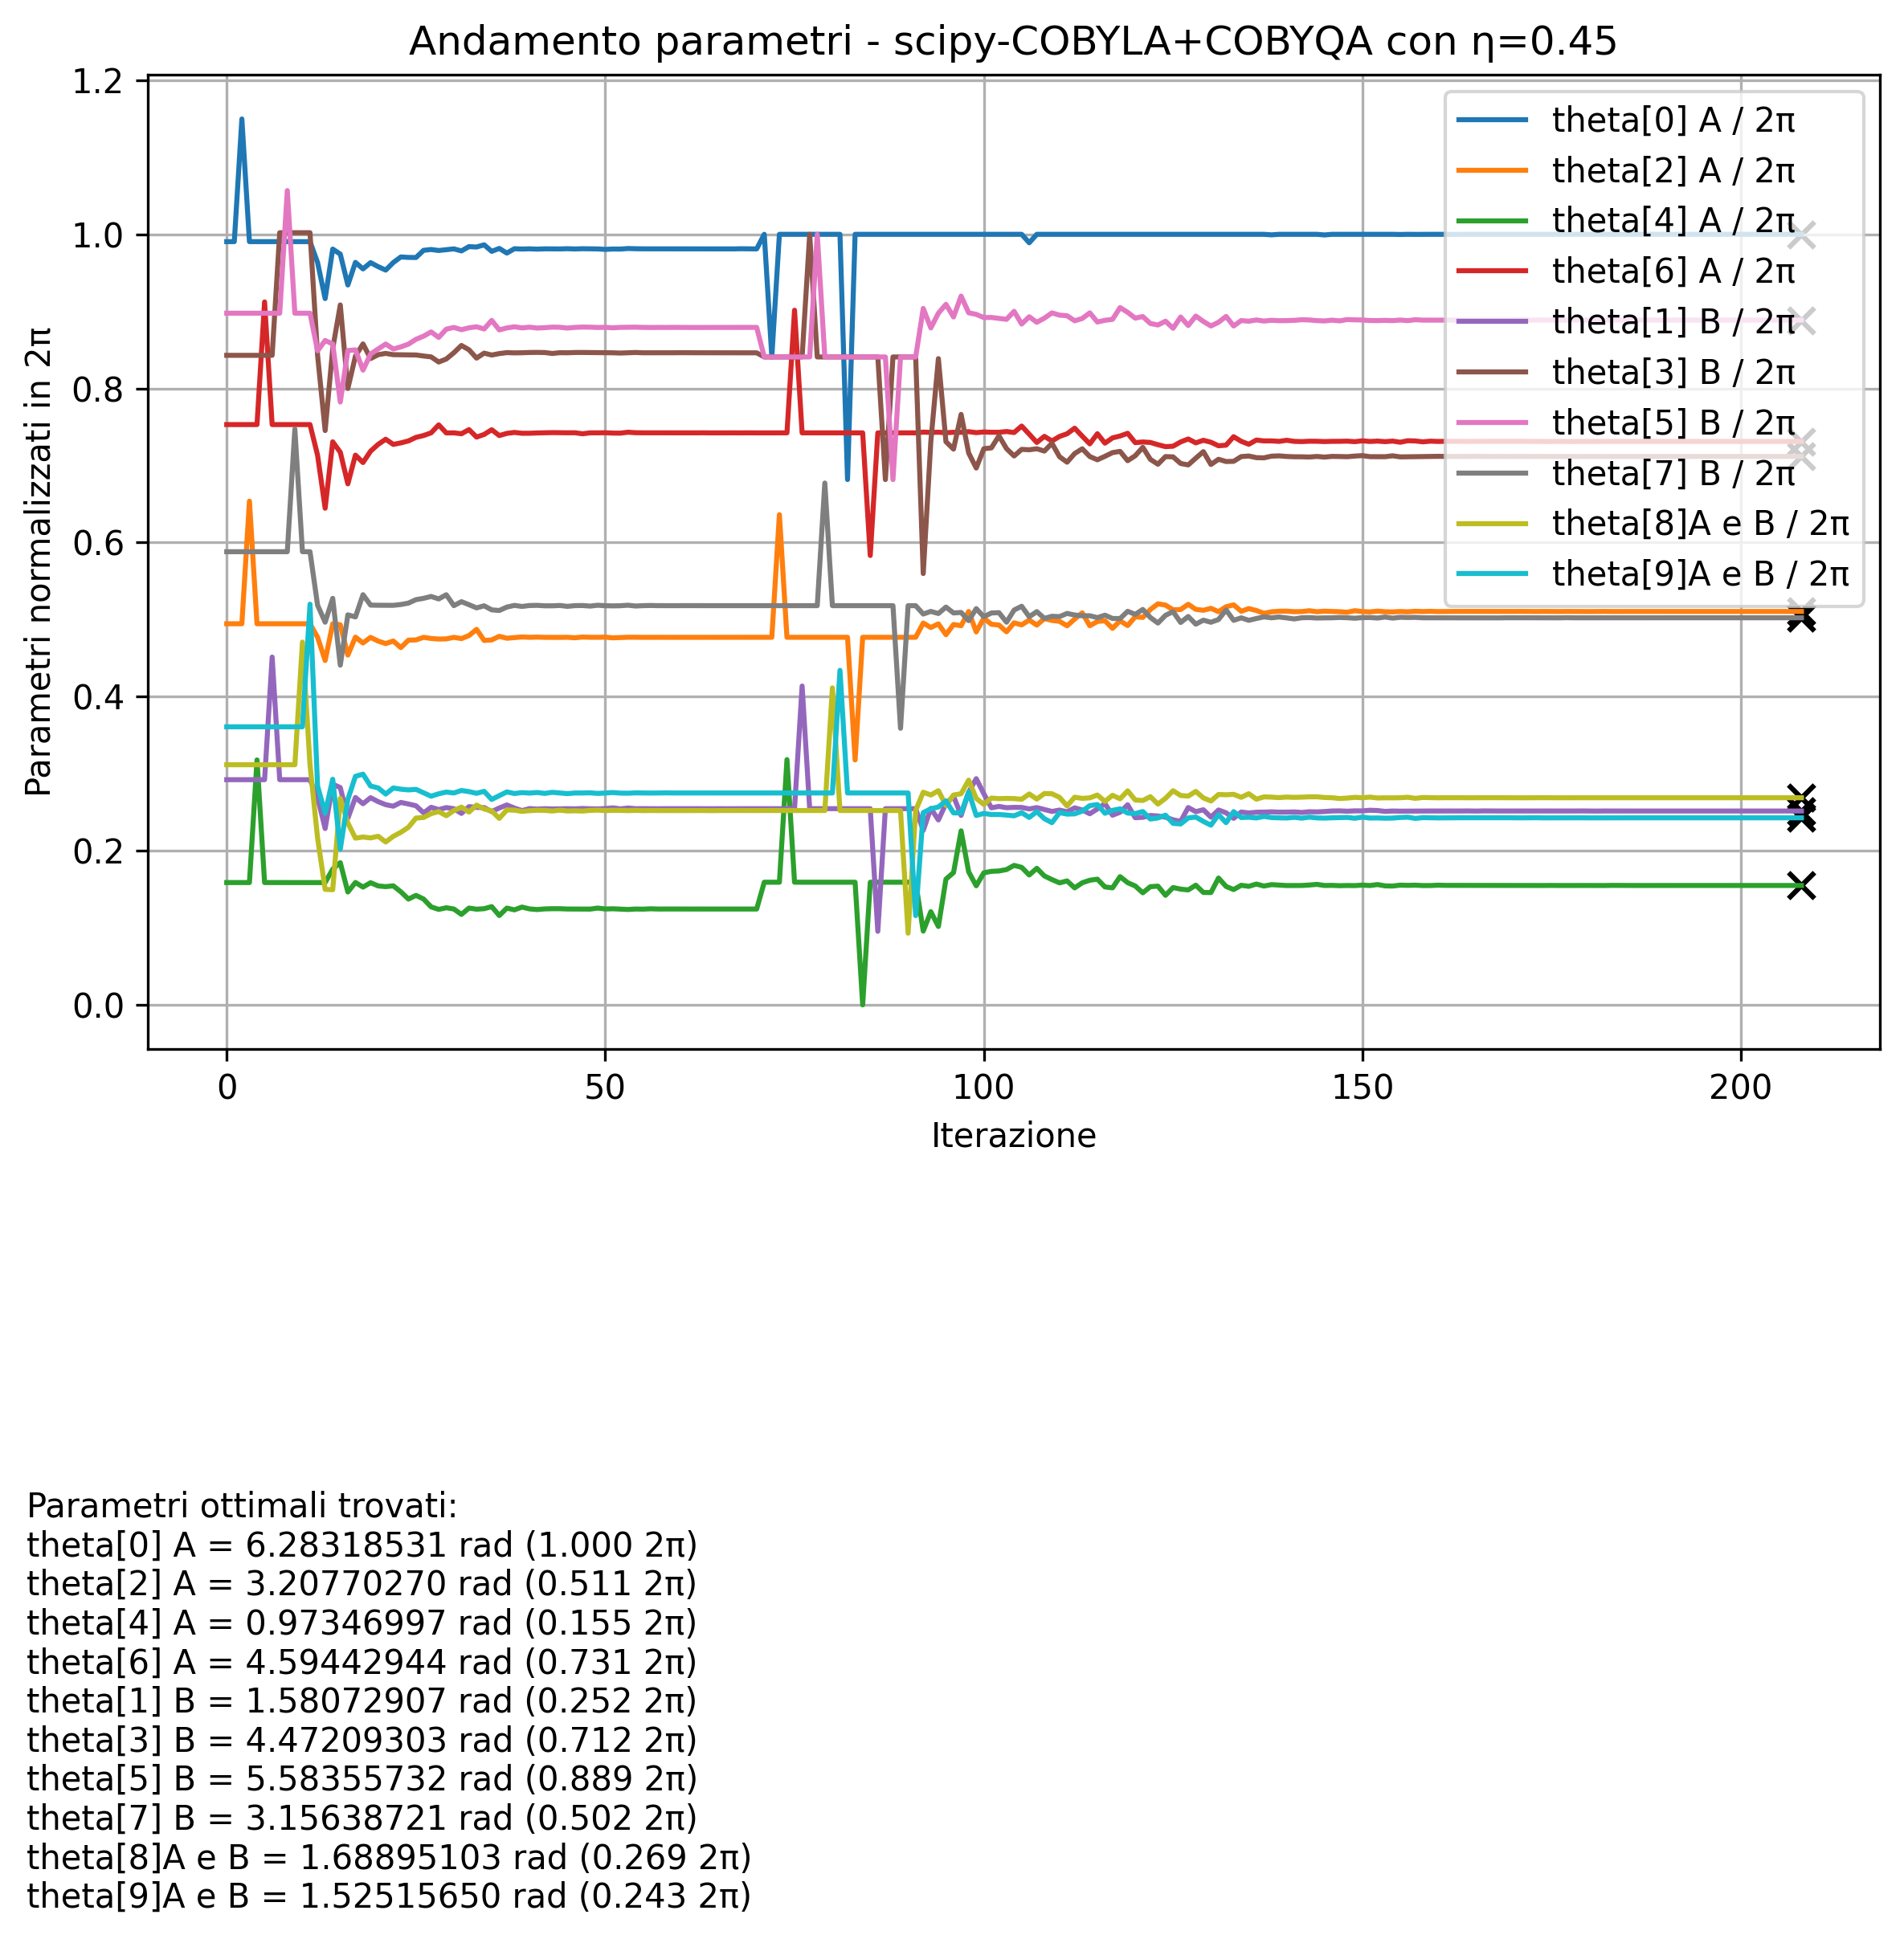 Andamento parametri - scipy-COBYLA+COBYQA con η=0.45
Parametri normalizzati in 2π
1.2
1.0
0.8
0.6
0.4
0.2
0.0
theta[0] A / 2π
theta[2] A / 2π
theta[4] A / 2π
theta[6] A / 2π
theta[1] B / 2π
theta[3] B / 2π
theta[5] B / 2π
theta[7] B / 2π
theta[8]A e B / 2π
theta[9]A e B / 2π
0 50 100 150 200
Iterazione
Parametri ottimali trovati:
theta[0] A = 6.28318531 rad (1.000 2π)
theta[2] A = 3.20770270 rad (0.511 2π)
theta[4] A = 0.97346997 rad (0.155 2π)
theta[6] A = 4.59442944 rad (0.731 2π)
theta[1] B = 1.58072907 rad (0.252 2π)
theta[3] B = 4.47209303 rad (0.712 2π)
theta[5] B = 5.58355732 rad (0.889 2π)
theta[7] B = 3.15638721 rad (0.502 2π)
theta[8]A e B = 1.68895103 rad (0.269 2π)
theta[9]A e B = 1.52515650 rad (0.243 2π)